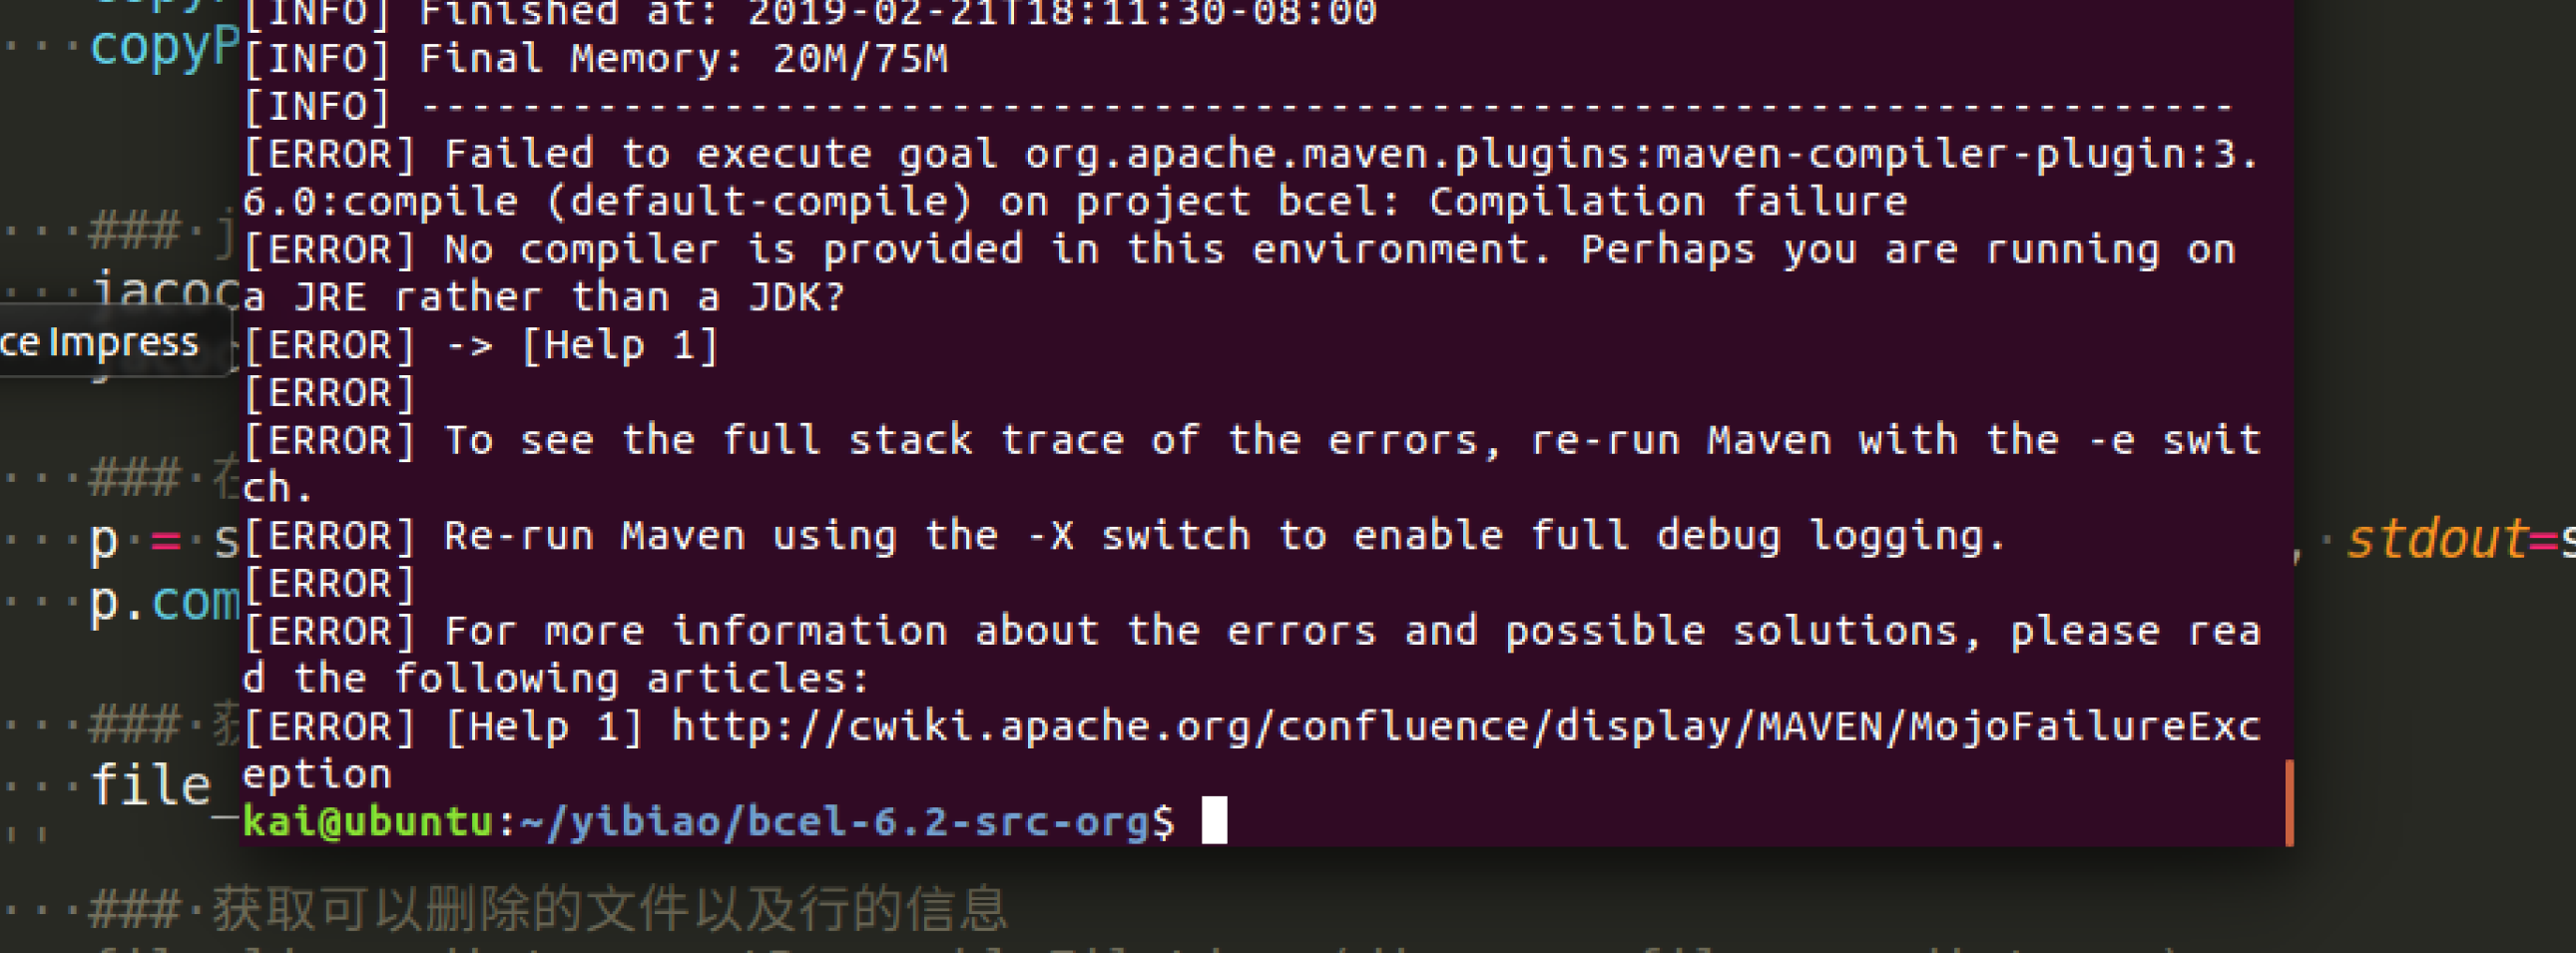 [INFO] Finished at: 2019-02-21T18:11:30-08:00
copyP
[INFO] Final Memory: 20M/75M
[INFO] ------------------------------------------------------------------------
[ERROR] Failed to execute goal org.apache.maven.plugins:maven-compiler-plugin:3.
6.0:compile (default-compile) on project bcel: Compilation failure
### j
[ERROR] No compiler is provided in this environment. Perhaps you are running on
jacoc
a JRE rather than a JDK?
ce Impress
[ERROR] -> [Help 1]
[ERROR]
[ERROR] To see the full stack trace of the errors, re-run Maven with the -e swit
### 在
ch.
p = s
[ERROR] Re-run Maven using the -X switch to enable full debug logging.
, stdout=s
[ERROR]
p.com
[ERROR] For more information about the errors and possible solutions, please rea
d the following articles:
### 获
[ERROR] [Help 1] http://cwiki.apache.org/confluence/display/MAVEN/MojoFailureExc
eption
file_
kai@ubuntu:~/yibiao/bcel-6.2-src-org$
''
### 获取可以删除的文件以及行的信息